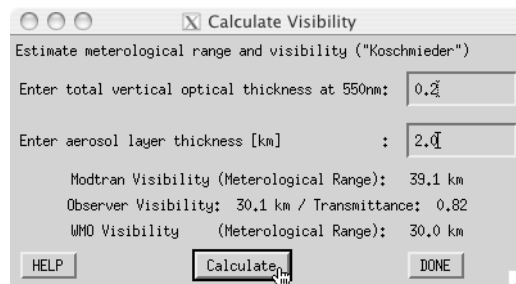 Calculate Visibility
Estimate meterological range and visibility ("Koschmieder")
Enter total vertical optical thickness at 550nm: 0.2
Enter aerosol layer thickness [km] : 2.0
Modtran Visibility (Meterological Range): 39.1 km
Observer Visibility: 30.1 km / Transmittance: 0.82
WMO Visibility (Meterological Range): 30.0 km
HELP Calculate DONE